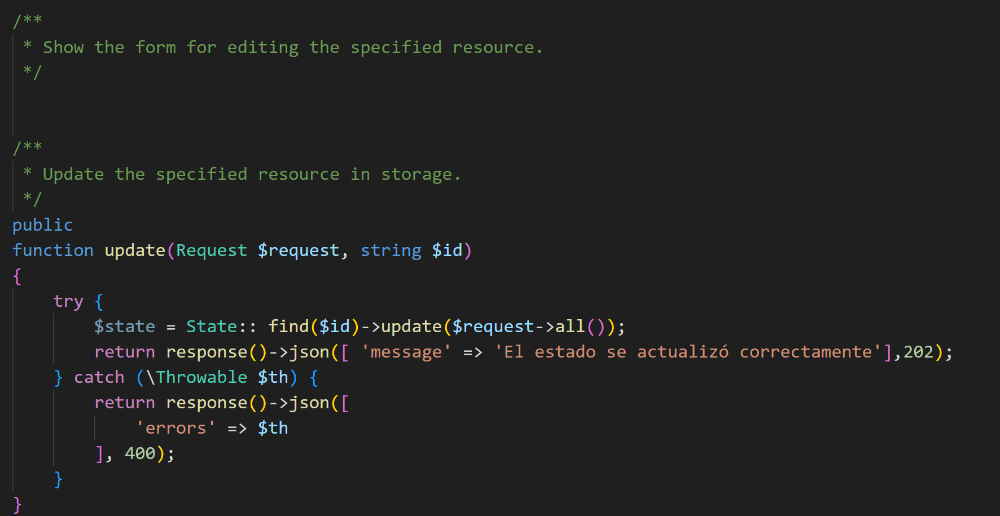 /**
 * Show the form for editing the specified resource.
 */
/**
 * Update the specified resource in storage.
 */
public
function update(Request $request, string $id)
{
    try {
        $state = State:: find($id)->update($request->all());
        return response()->json([ 'message' => 'El estado se actualizó correctamente'],202);
    } catch (\Throwable $th) {
        return response()->json([
            'errors' => $th
        ], 400);
    }
}